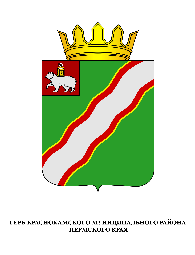 ГЕРБ КРАСНОКАМСКОГО МУНИЦИПАЛЬНОГО РАЙОНА
ПЕРМСКОГО КРАЯ